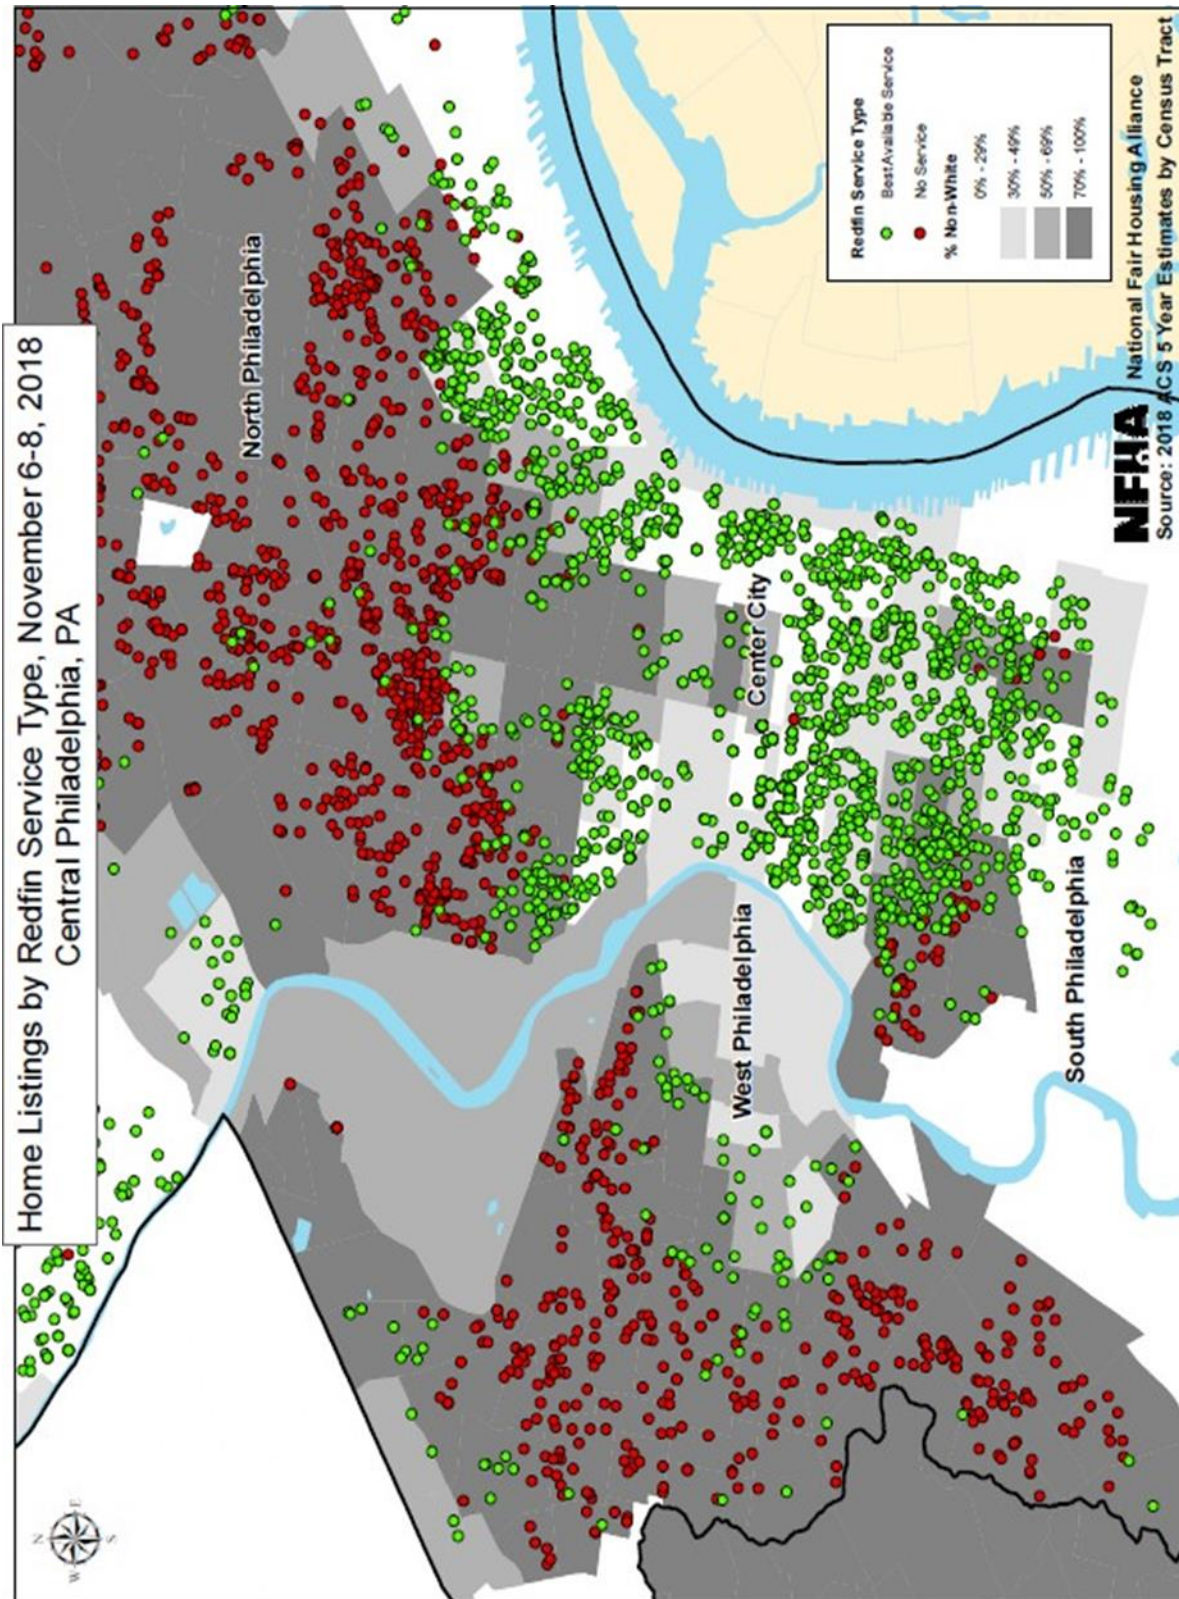 Home Listings by Redfin Service Type, November 6-8, 2018
Central Philadelphia, PA
N
W
E
S
North Philadelphia
Center City
West Philadelphia
South Philadelphia
Redfin Service Type
Best Available Service
No Service
% Non-White
0% - 29%
30% - 49%
50% - 69%
70% - 100%
NFHA
National Fair Housing Alliance
Source: 2018 ACS 5 Year Estimates by Census Tract